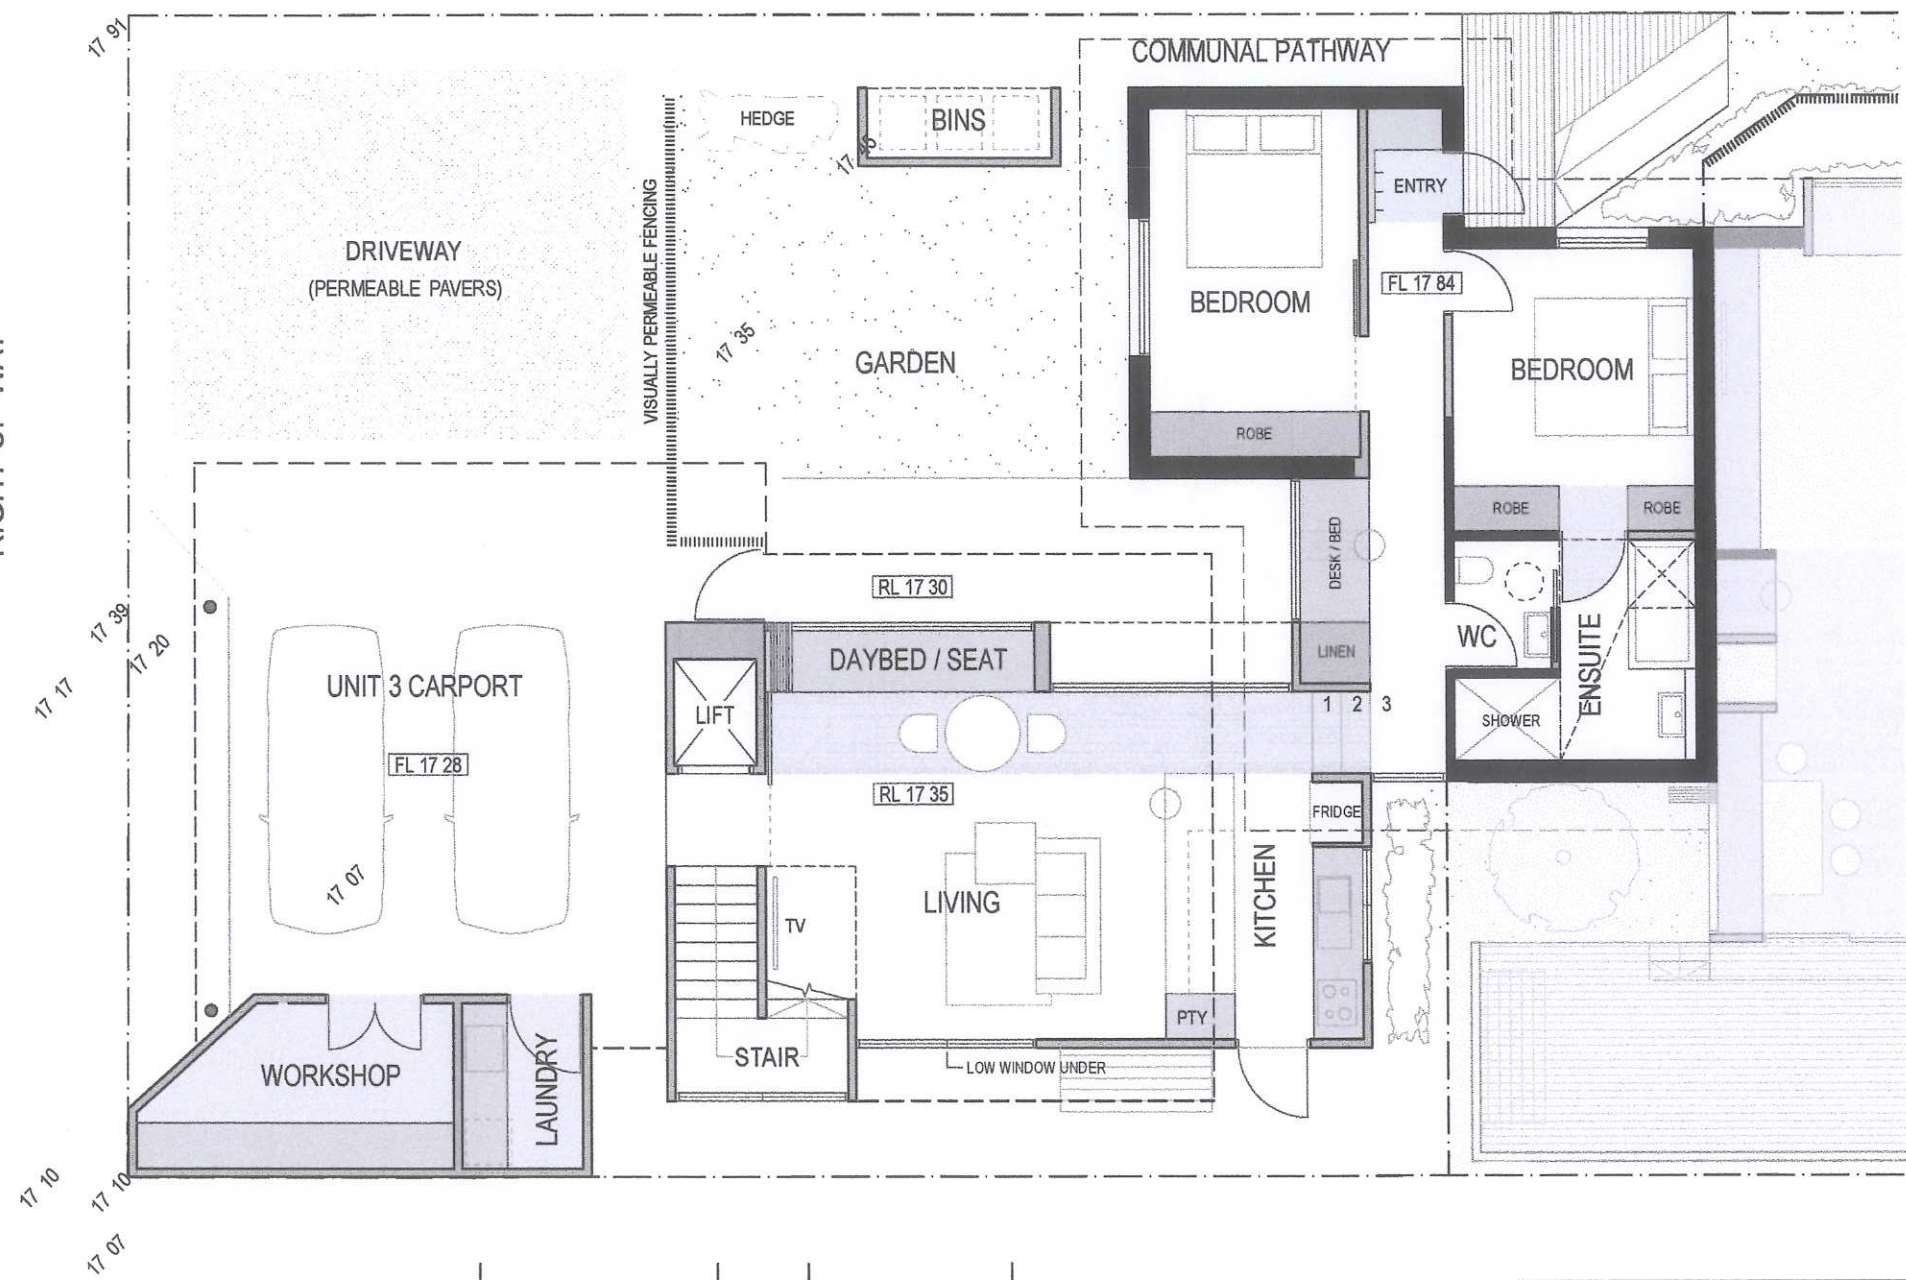 17 91
COMMUNAL PATHWAY
HEDGE
BINS
17 43
ENTRY
VISUALLY PERMEABLE FENCING
DRIVEWAY
(PERMEABLE PAVERS)
FL 17 84
BEDROOM
17 35
GARDEN
BEDROOM
ROBE
ROBE
ROBE
DESK / BED
RL 17 30
17 39
17 20
WC
ENSUITE
LINEN
DAYBED / SEAT
UNIT 3 CARPORT
17 17
LIFT
1 2 3
SHOWER
FL 17 28
RL 17 35
FRIDGE
17 07
LIVING
KITCHEN
TV
PTY
STAIR
LOW WINDOW UNDER
WORKSHOP
LAUNDRY
17 10
17 10
17 07